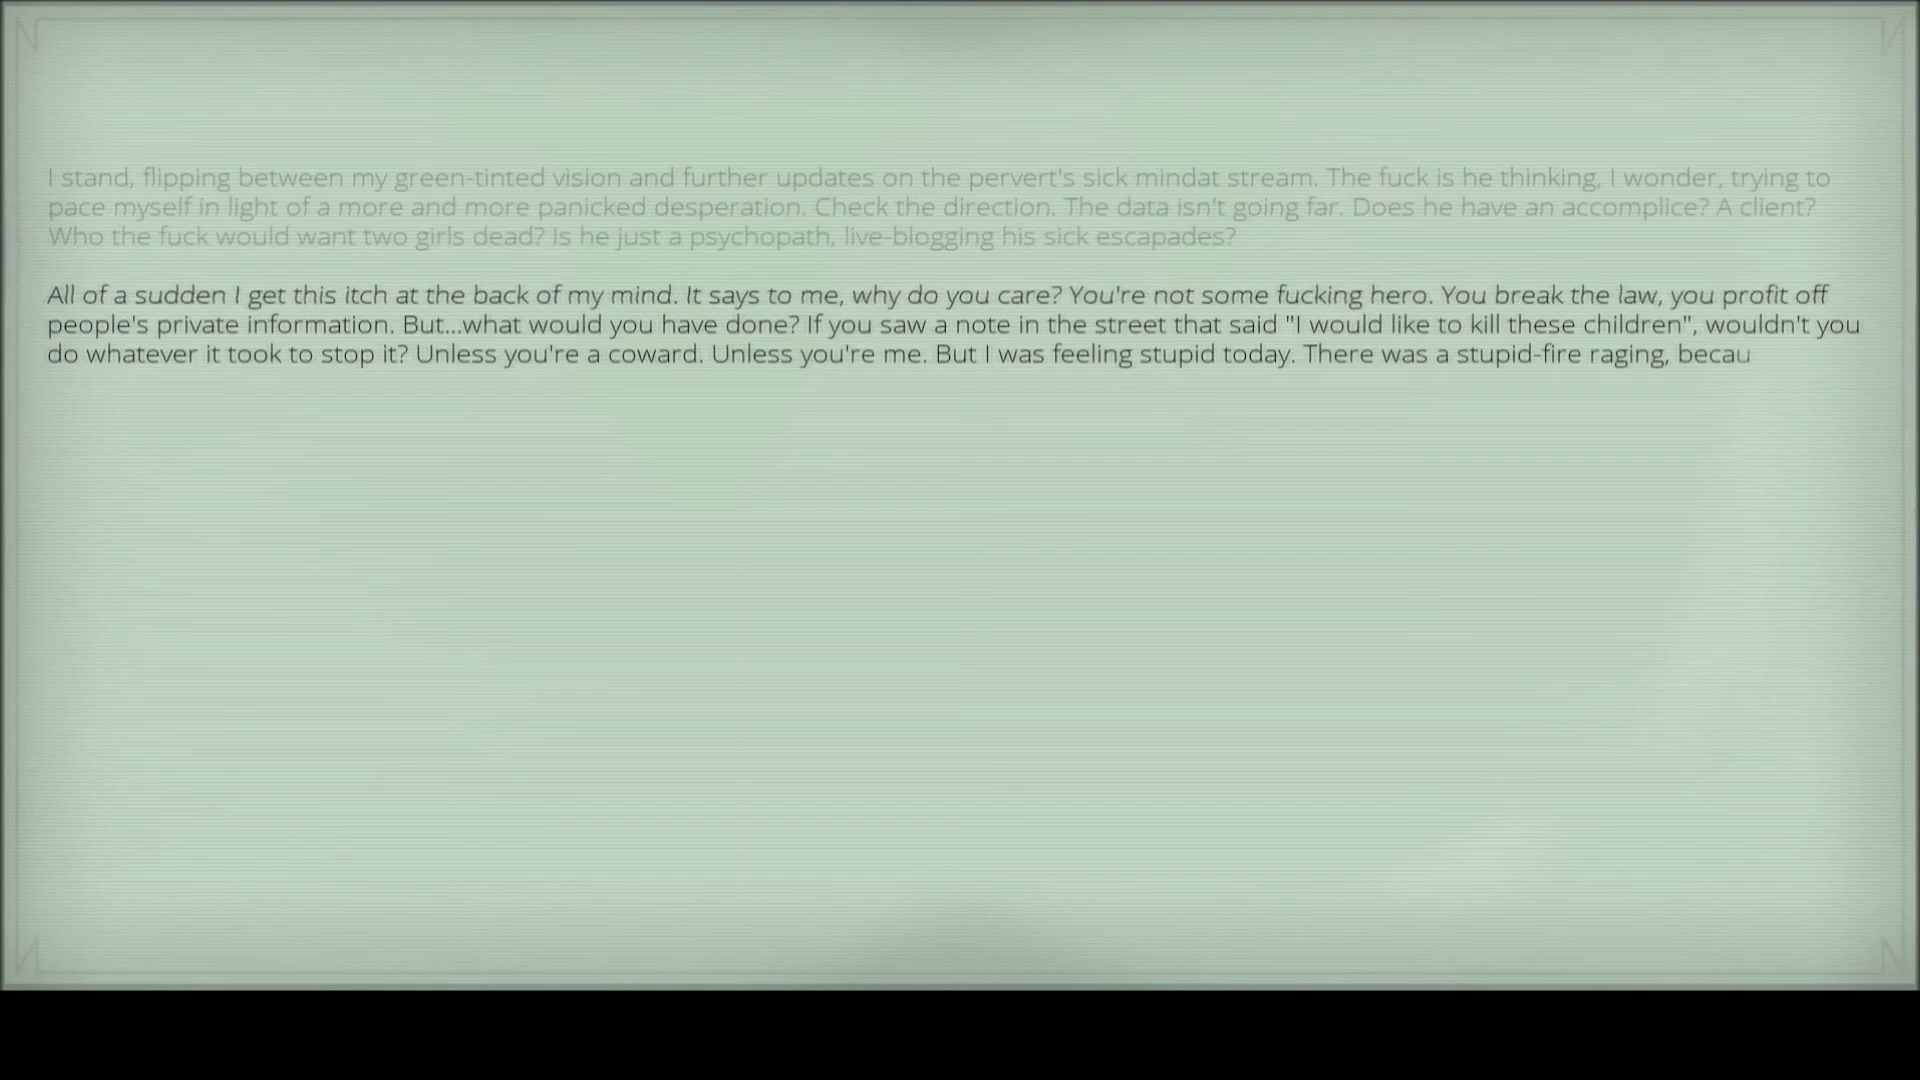 I stand, flipping between my green-tinted vision and further updates on the pervert's sick mindat stream. The fuck is he thinking, I wonder, trying to
pace myself in light of a more and more panicked desperation. Check the direction. The data isn't going far. Does he have an accomplice? A client?
Who the fuck would want two girls dead? Is he just a psychopath, live-blogging his sick escapades?
All of a sudden I get this itch at the back of my mind. It says to me, why do you care? You're not some fucking hero. You break the law, you profit off
people's private information. But...what would you have done? If you saw a note in the street that said "I would like to kill these children", wouldn't you
do whatever it took to stop it? Unless you're a coward. Unless you're me. But I was feeling stupid today. There was a stupid-fire raging, becau